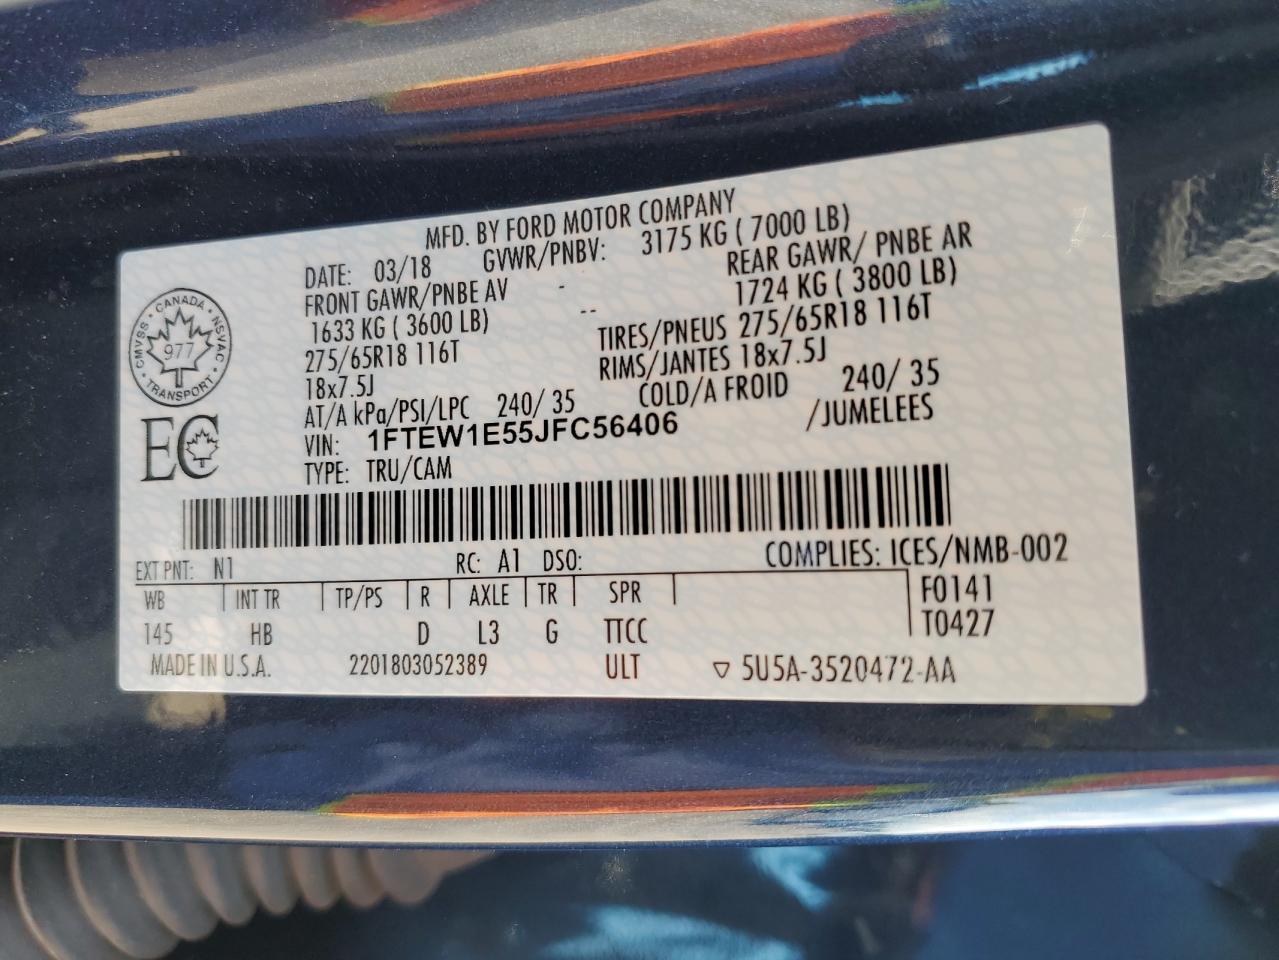 MFD. BY FORD MOTOR COMPANY
DATE: 03/18 GVWR/PNBV: 3175 KG ( 7000 LB)
FRONT GAWR/PNBE AV - REAR GAWR/ PNBE AR
1633 KG ( 3600 LB) -- 1724 KG ( 3800 LB)
275/65R18 116T TIRES/PNEUS 275/65R18 116T
18x7.5J RIMS/JANTES 18x7.5J
AT/A kPa/PSI/LPC 240/ 35 COLD/A FROID 240/ 35
VIN: 1FTEW1E55JFC56406 /JUMELEES
TYPE: TRU/CAM
CMVSS · CANADA · NSVAC
977
· TRANSPORT ·
EC
EXT PNT: N1 RC: A1 DSO: COMPLIES: ICES/NMB-002
WB INT TR TP/PS R AXLE TR SPR F0141
145 HB D L3 G TTCC T0427
MADE IN U.S.A. 2201803052389 ULT ▽ 5U5A-3520472-AA